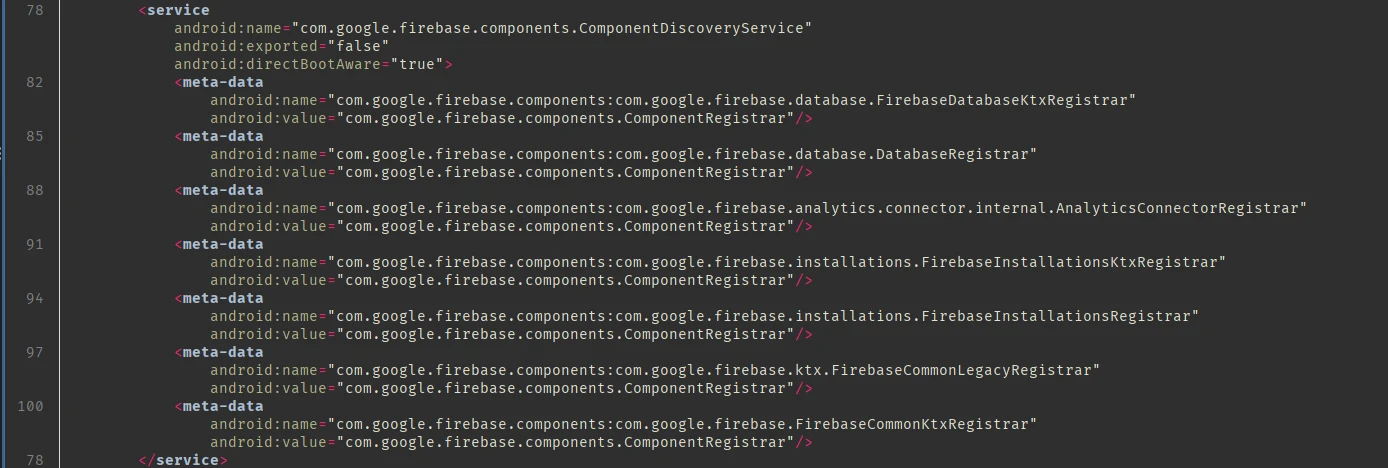 78 <service
android:name="com.google.firebase.components.ComponentDiscoveryService"
android:exported="false"
android:directBootAware="true">
82 <meta-data
android:name="com.google.firebase.components:com.google.firebase.database.FirebaseDatabaseKtxRegistrar"
android:value="com.google.firebase.components.ComponentRegistrar"/>
85 <meta-data
android:name="com.google.firebase.components:com.google.firebase.database.DatabaseRegistrar"
android:value="com.google.firebase.components.ComponentRegistrar"/>
88 <meta-data
android:name="com.google.firebase.components:com.google.firebase.analytics.connector.internal.AnalyticsConnectorRegistrar"
android:value="com.google.firebase.components.ComponentRegistrar"/>
91 <meta-data
android:name="com.google.firebase.components:com.google.firebase.installations.FirebaseInstallationsKtxRegistrar"
android:value="com.google.firebase.components.ComponentRegistrar"/>
94 <meta-data
android:name="com.google.firebase.components:com.google.firebase.installations.FirebaseInstallationsRegistrar"
android:value="com.google.firebase.components.ComponentRegistrar"/>
97 <meta-data
android:name="com.google.firebase.components:com.google.firebase.ktx.FirebaseCommonLegacyRegistrar"
android:value="com.google.firebase.components.ComponentRegistrar"/>
100 <meta-data
android:name="com.google.firebase.components:com.google.firebase.FirebaseCommonKtxRegistrar"
android:value="com.google.firebase.components.ComponentRegistrar"/>
78 </service>